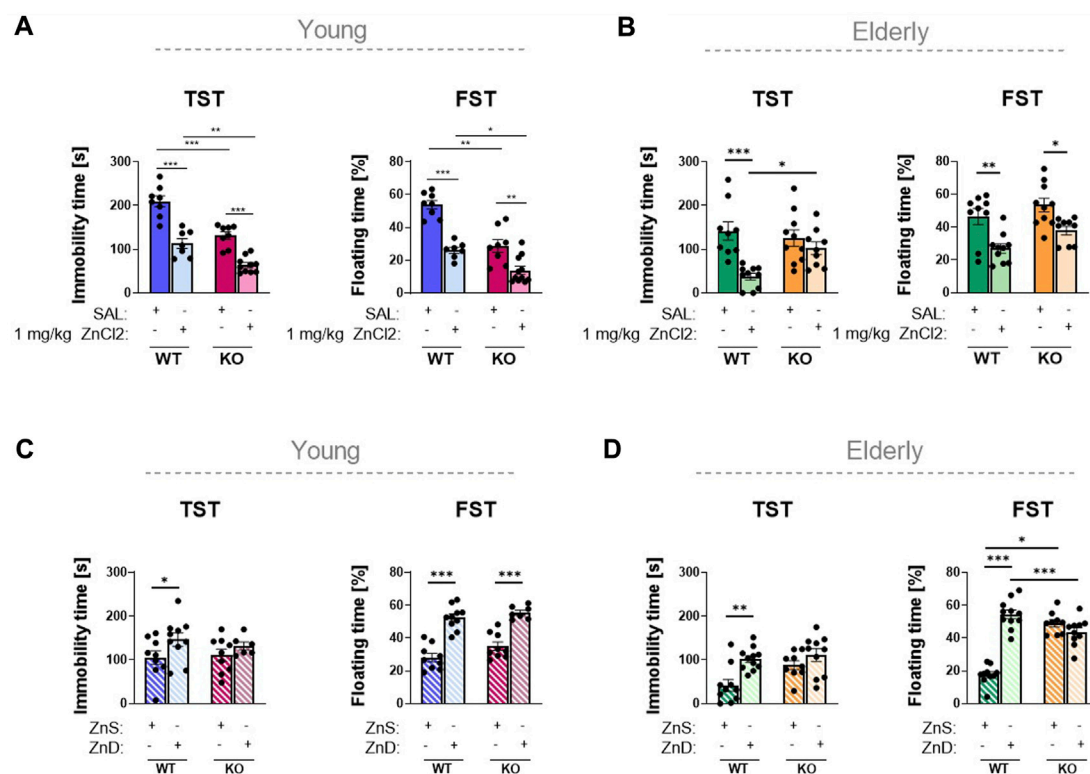 A
Young
TST
FST
Immobility time [s]
300
200
100
0
***
***
***
**
Floating time [%]
80
60
40
20
0
***
**
**
*
SAL: + - + -
1 mg/kg ZnCl2: - + - +
WT KO
+ - + -
- + - +
WT KO
B
Elderly
TST
FST
Immobility time [s]
300
200
100
0
***
*
Floating time [%]
80
60
40
20
0
**
*
SAL: + - + -
1 mg/kg ZnCl2: - + - +
WT KO
SAL: + - + -
1 mg/kg ZnCl2: - + - +
WT KO
C
Young
TST
FST
Immobility time [s]
300
200
100
0
*
Floating time [%]
80
60
40
20
0
***
***
ZnS: + - + -
ZnD: - + - +
WT KO
ZnS: + - + -
ZnD: - + - +
WT KO
D
Elderly
TST
FST
Immobility time [s]
300
200
100
0
**
Floating time [%]
80
60
40
20
0
*
***
***
ZnS: + - + -
ZnD: - + - +
WT KO
ZnS: + - + -
ZnD: - + - +
WT KO